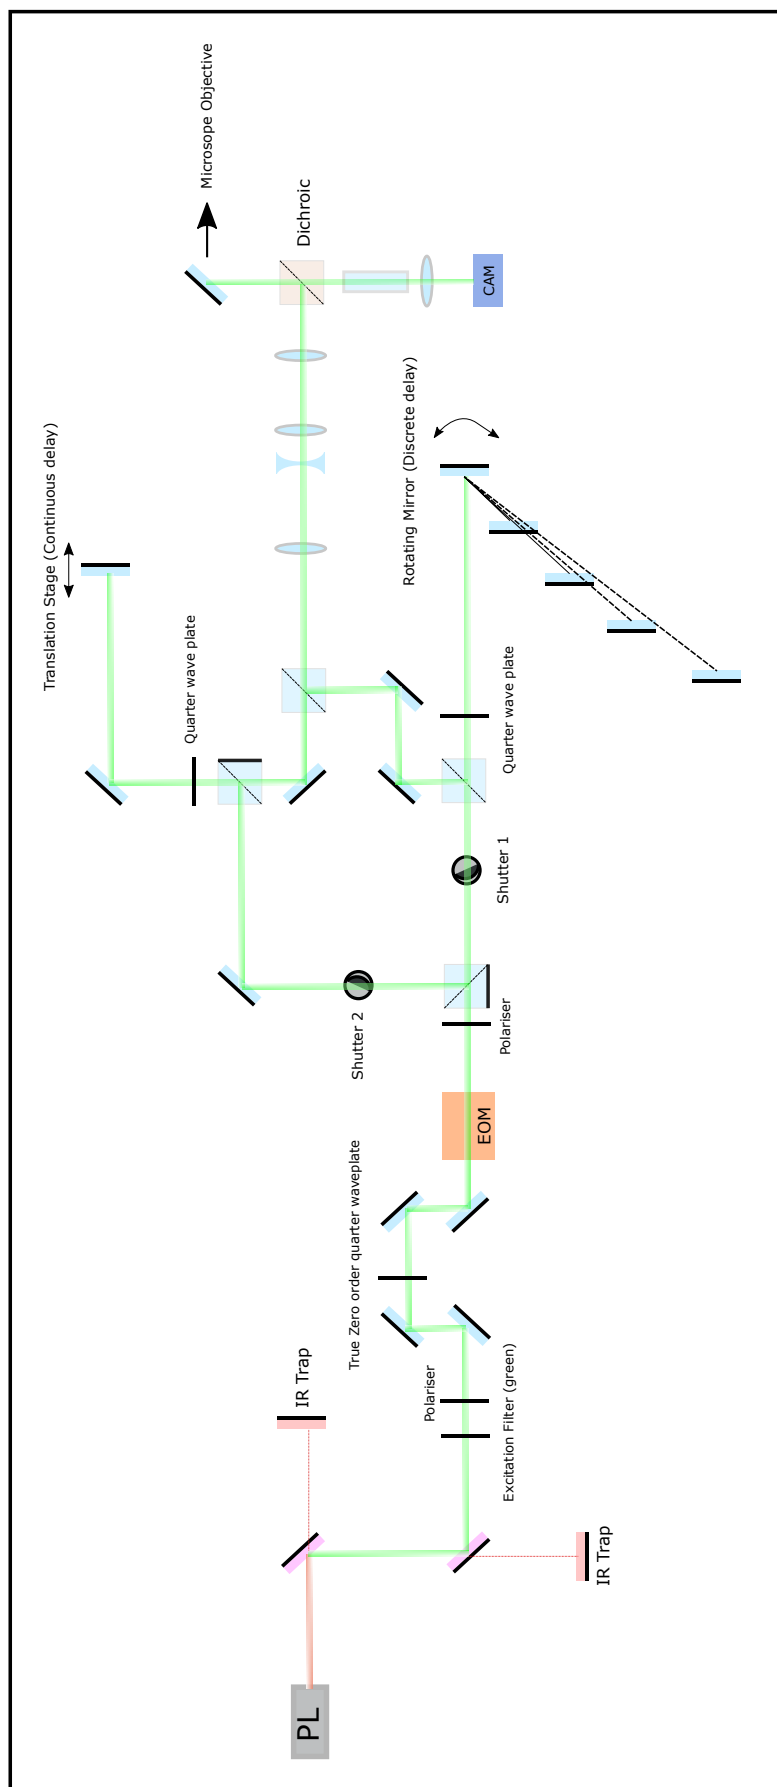 PL
IR Trap
IR Trap
Excitation Filter (green)
Polariser
True Zero order quarter waveplate
EOM
Polariser
Shutter 2
Shutter 1
Quarter wave plate
Quarter wave plate
Translation Stage (Continuous delay)
Rotating Mirror (Discrete delay)
Dichroic
CAM
Microsope Objective